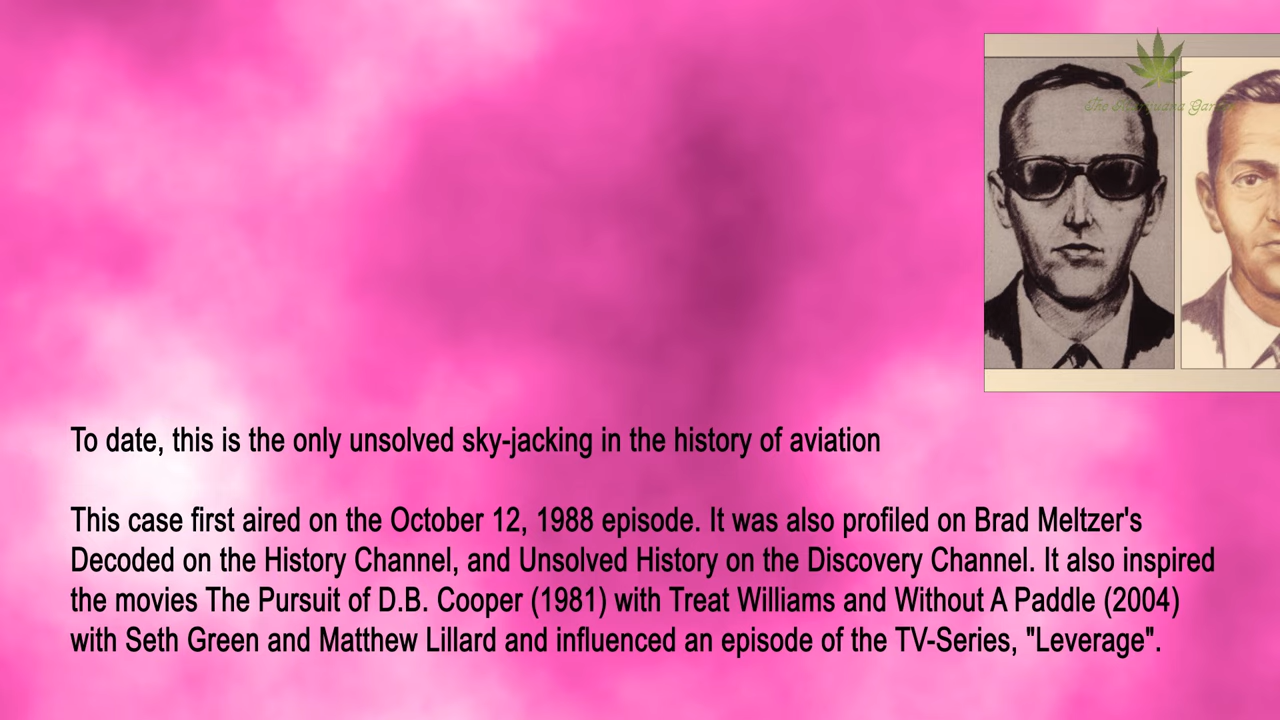 The Marijuana Gar
To date, this is the only unsolved sky-jacking in the history of aviation
This case first aired on the October 12, 1988 episode. It was also profiled on Brad Meltzer's
Decoded on the History Channel, and Unsolved History on the Discovery Channel. It also inspired
the movies The Pursuit of D.B. Cooper (1981) with Treat Williams and Without A Paddle (2004)
with Seth Green and Matthew Lillard and influenced an episode of the TV-Series, "Leverage".